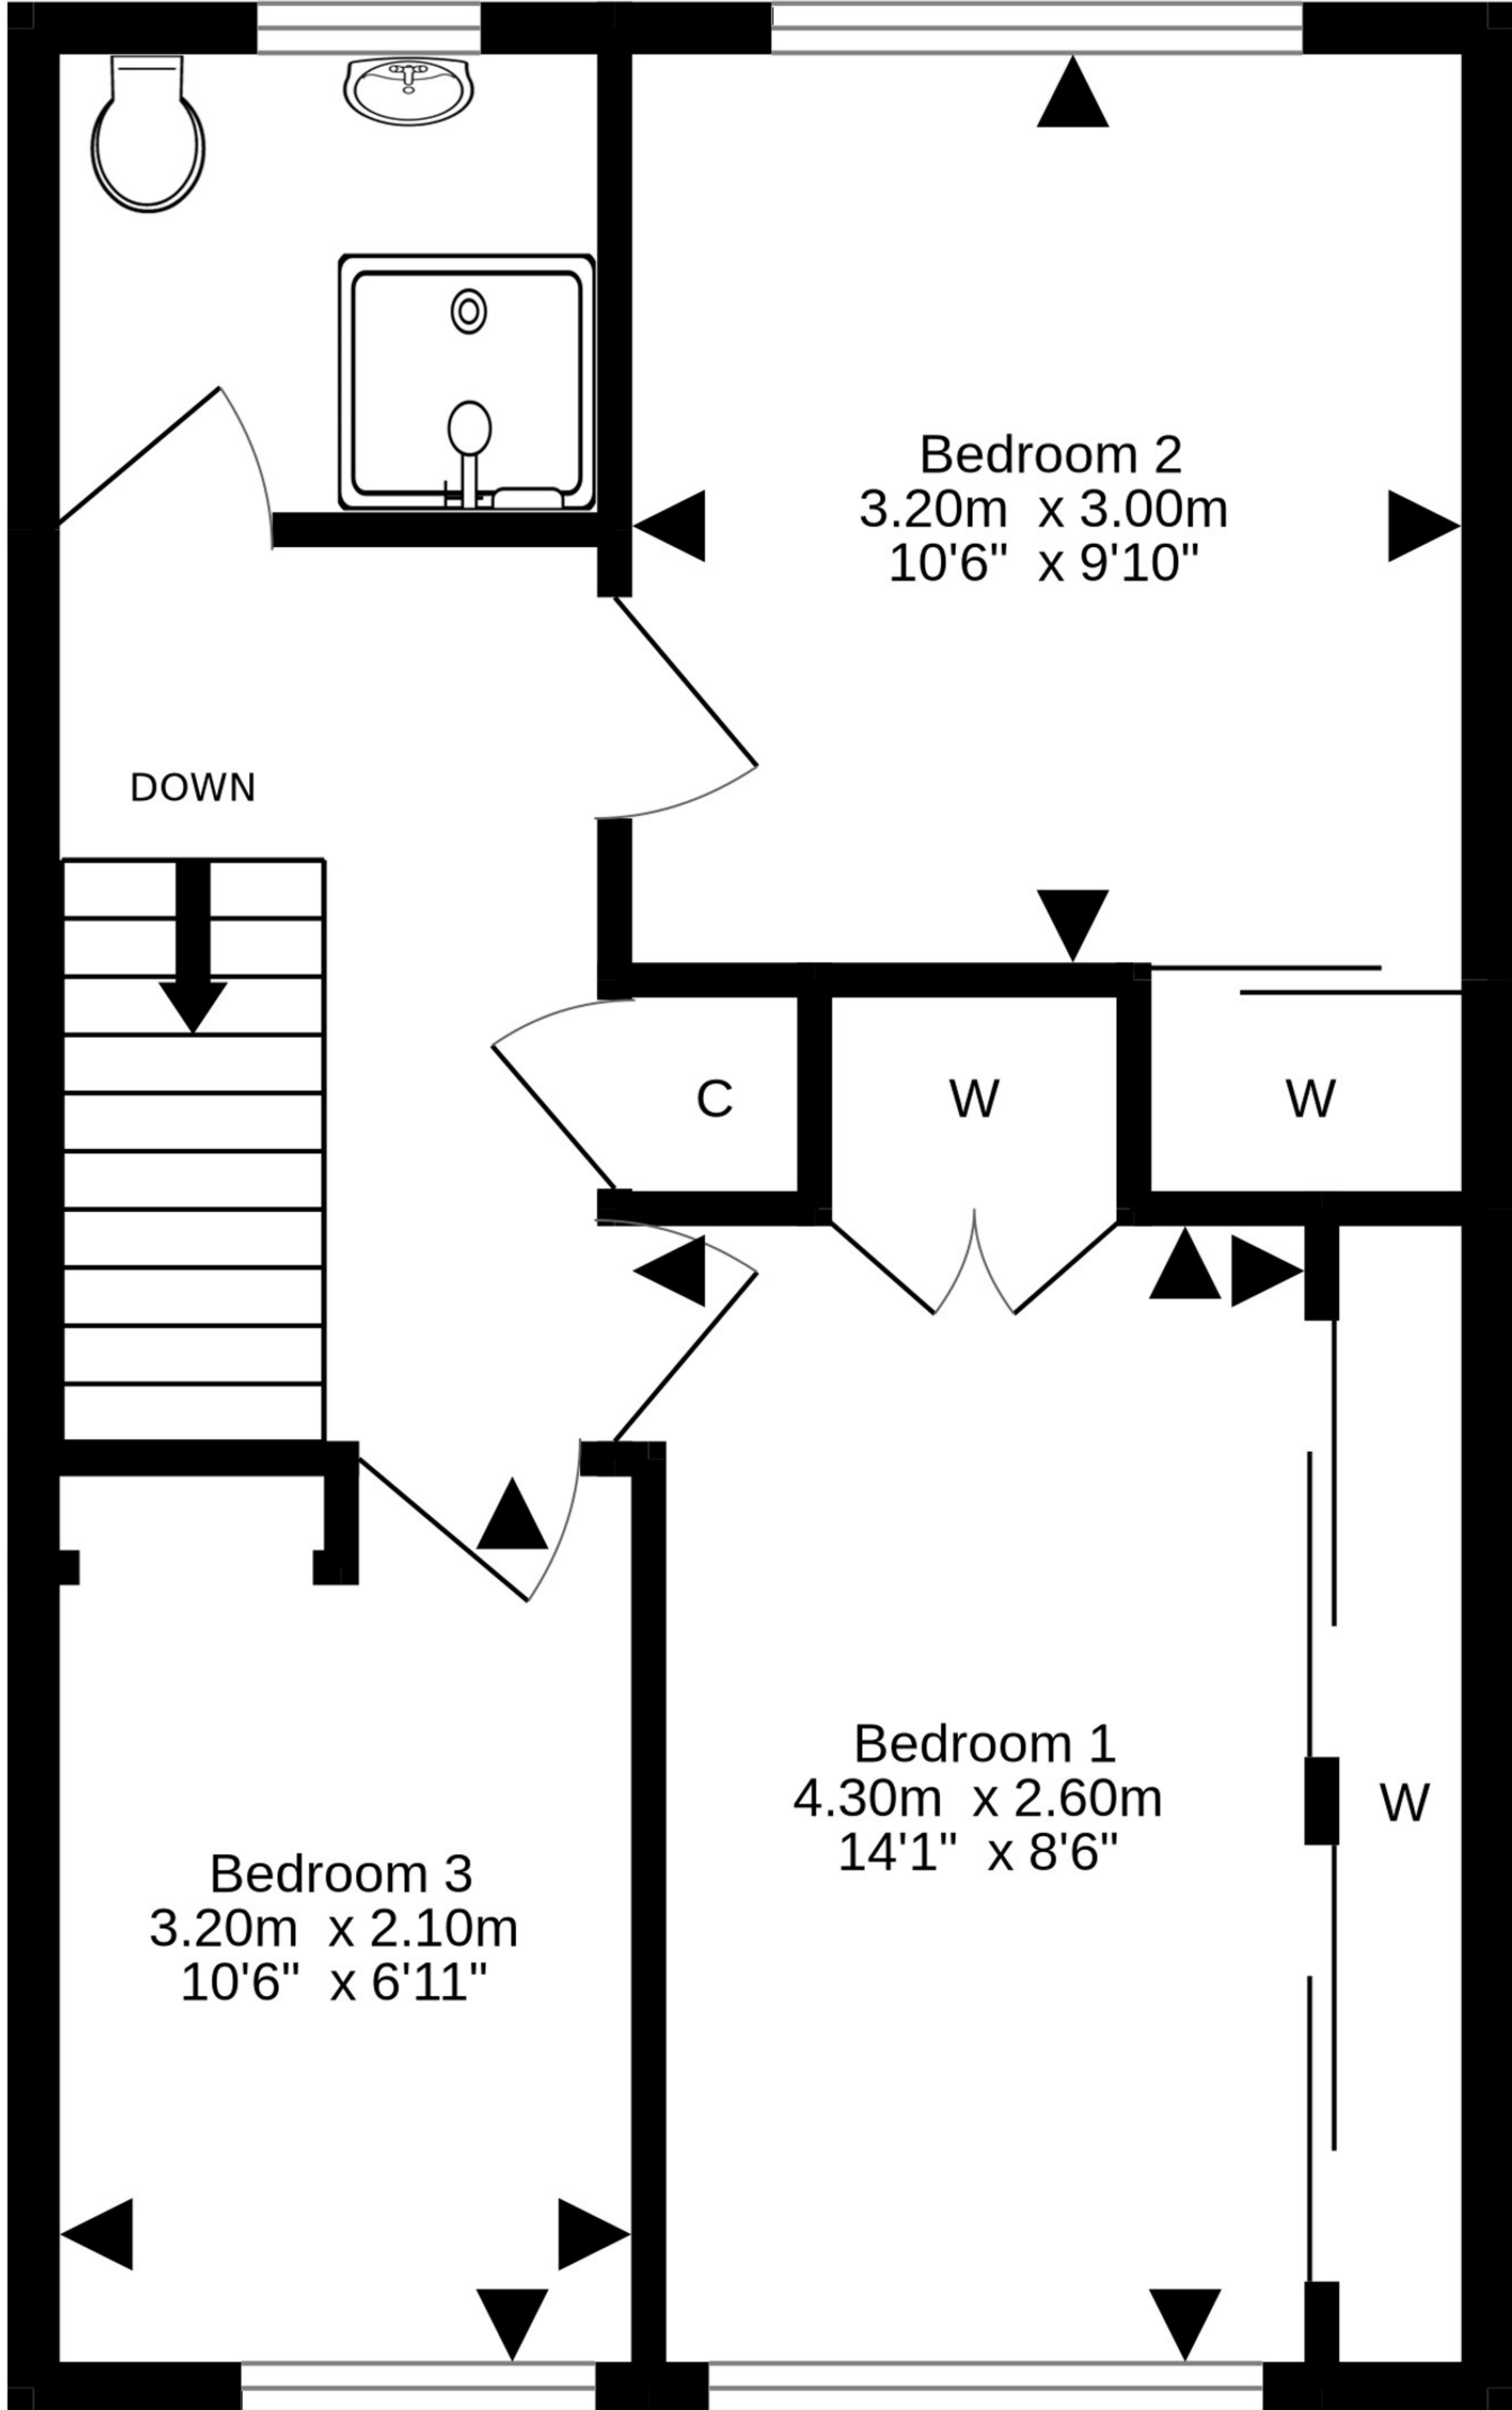 Bedroom 2
3.20m x 3.00m
10'6" x 9'10"
DOWN
C
W
W
Bedroom 1
4.30m x 2.60m
14'1" x 8'6"
W
Bedroom 3
3.20m x 2.10m
10'6" x 6'11"